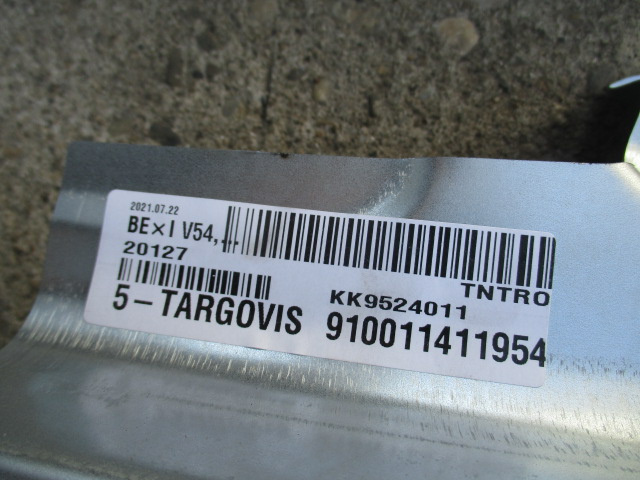 2021.07.22
BE×I V54,...
20127
TNTRO
KK9524011
5-TARGOVIS 910011411954